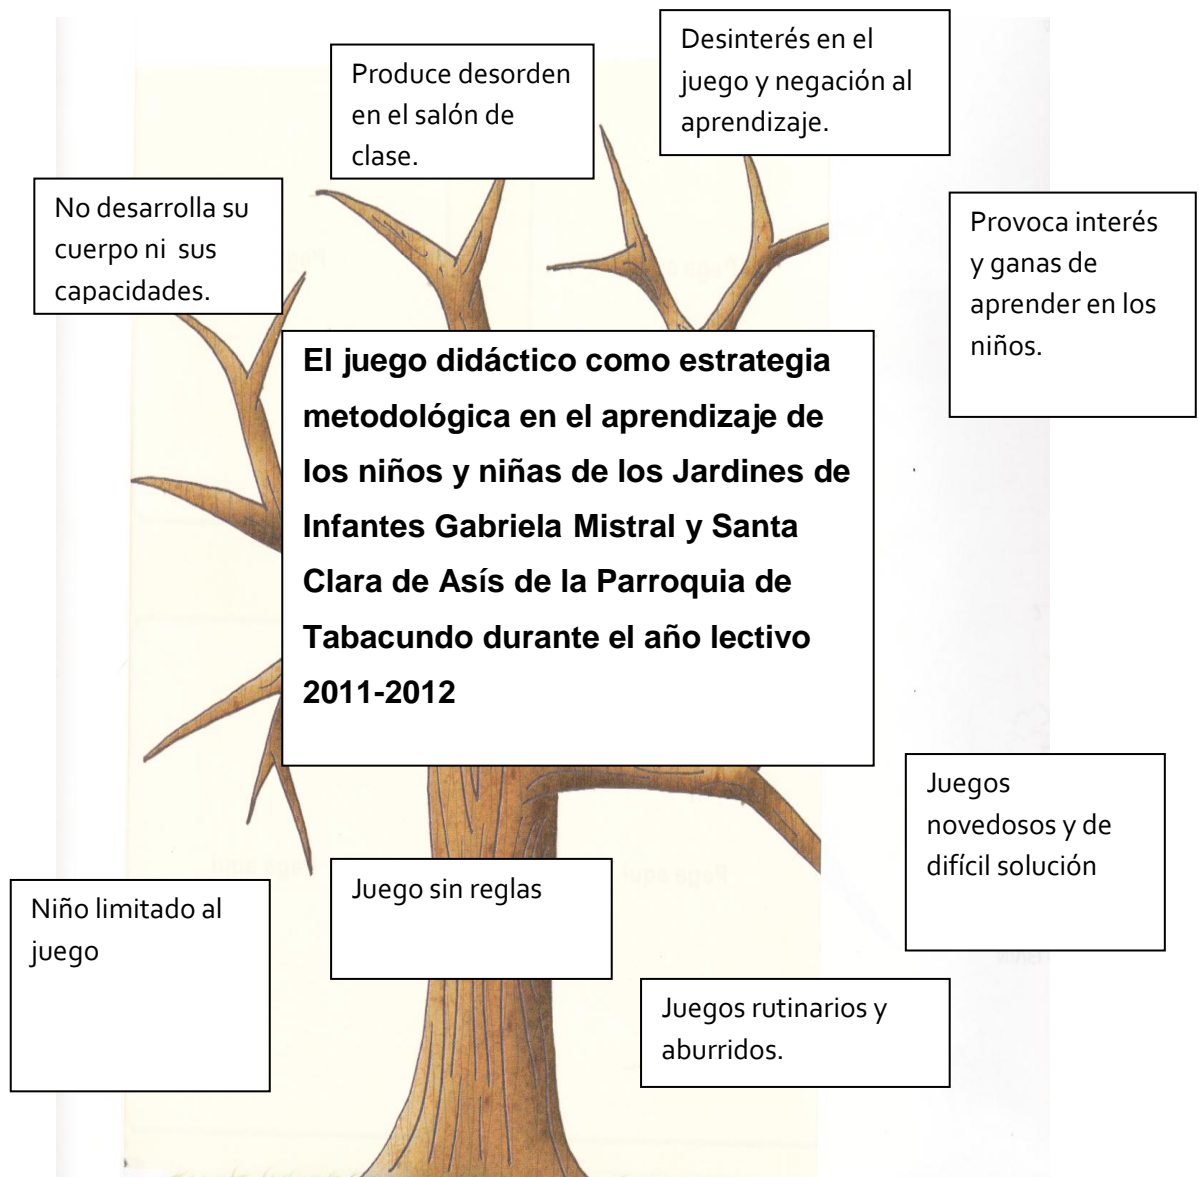 Desinterés en el
juego y negación al
aprendizaje.
Produce desorden
en el salón de
clase.
No desarrolla su
cuerpo ni sus
capacidades.
Provoca interés
y ganas de
aprender en los
niños.
El juego didáctico como estrategia
metodológica en el aprendizaje de
los niños y niñas de los Jardines de
Infantes Gabriela Mistral y Santa
Clara de Asís de la Parroquia de
Tabacundo durante el año lectivo
2011-2012
Juegos
novedosos y de
difícil solución
Juego sin reglas
Niño limitado al
juego
Juegos rutinarios y
aburridos.